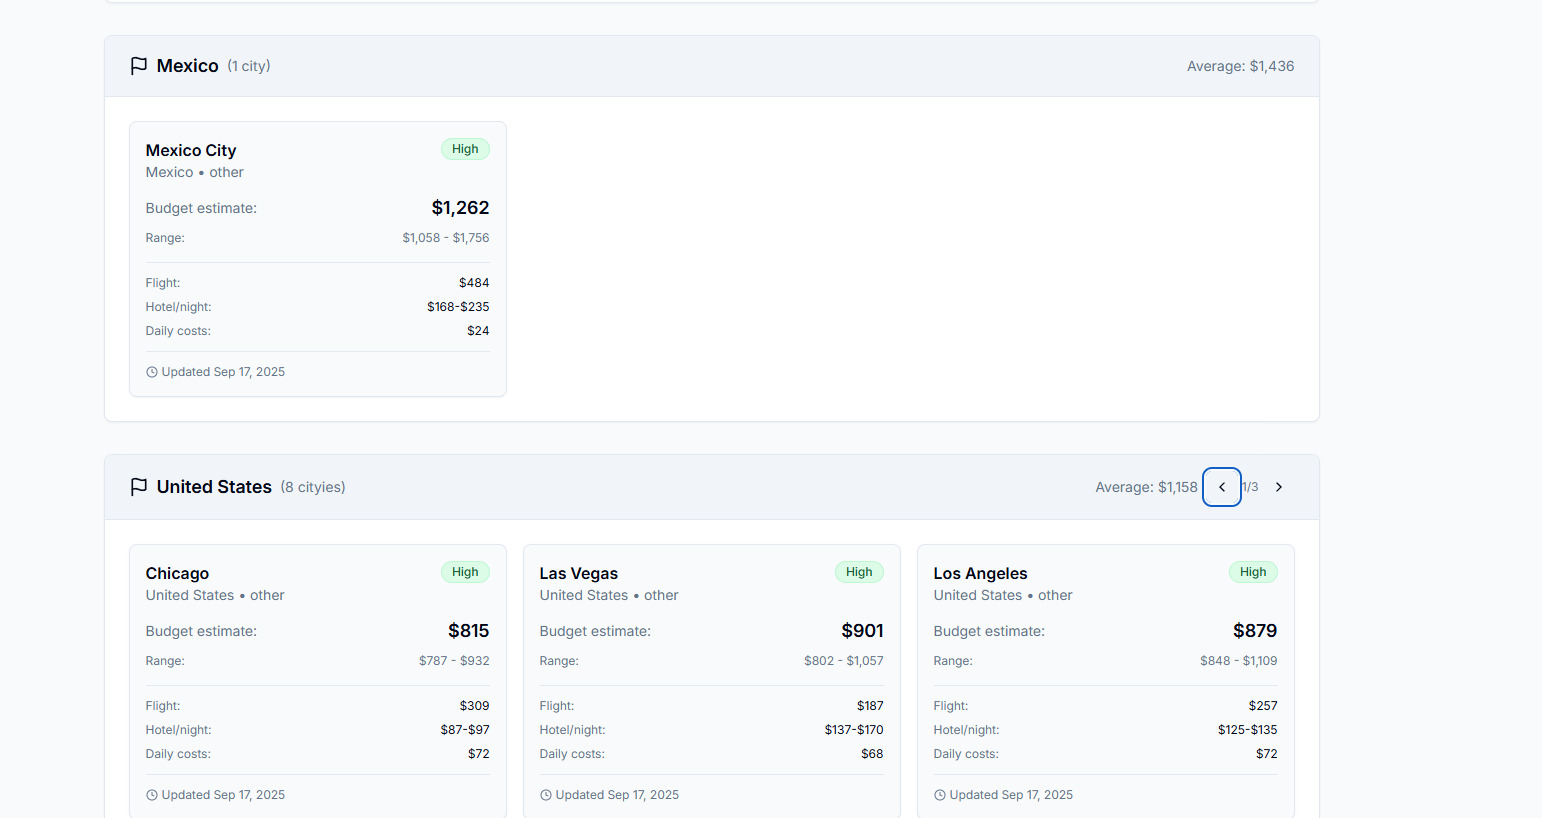 Mexico (1 city) Average: $1,436
Mexico City High
Mexico • other
Budget estimate: $1,262
Range: $1,058 - $1,756
Flight: $484
Hotel/night: $168-$235
Daily costs: $24
Updated Sep 17, 2025
United States (8 cityies) Average: $1,158 1/3
Chicago High
United States • other
Budget estimate: $815
Range: $787 - $932
Flight: $309
Hotel/night: $87-$97
Daily costs: $72
Updated Sep 17, 2025
Las Vegas High
United States • other
Budget estimate: $901
Range: $802 - $1,057
Flight: $187
Hotel/night: $137-$170
Daily costs: $68
Updated Sep 17, 2025
Los Angeles High
United States • other
Budget estimate: $879
Range: $848 - $1,109
Flight: $257
Hotel/night: $125-$135
Daily costs: $72
Updated Sep 17, 2025